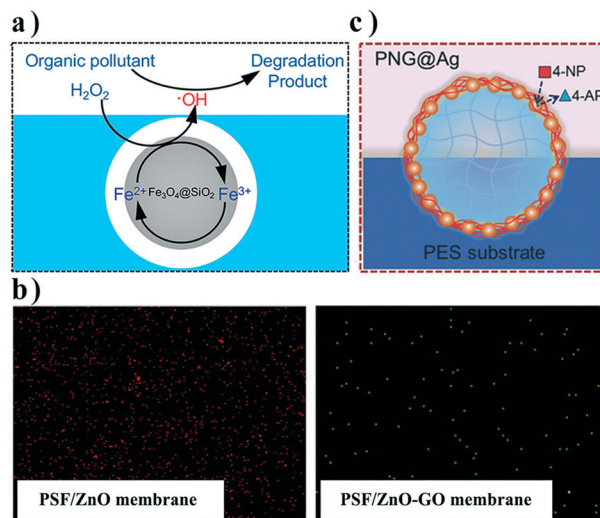 a)
Organic pollutant
Degradation
Product
H₂O₂
·OH
Fe²⁺
Fe₃O₄@SiO₂
Fe³⁺
c)
PNG@Ag
4-NP
4-AP
PES substrate
b)
PSF/ZnO membrane
PSF/ZnO-GO membrane